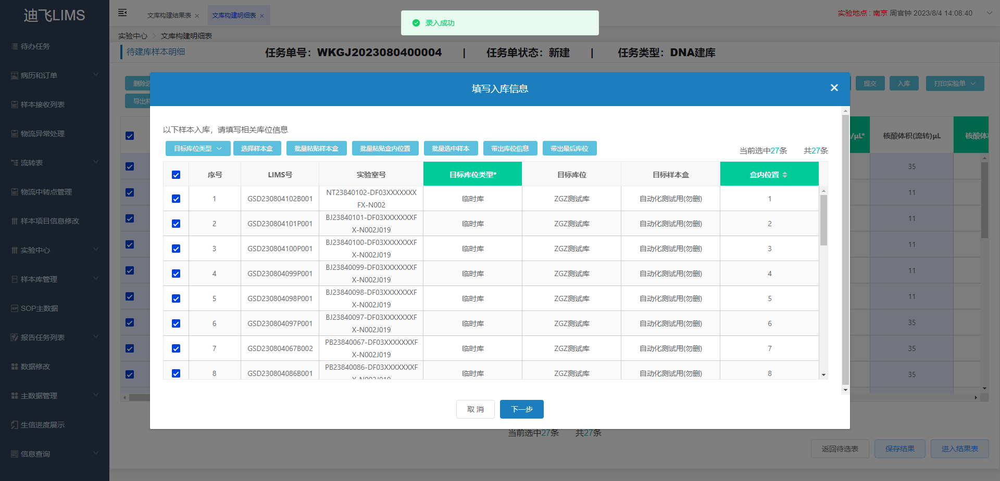 迪飞LIMS
待办任务
病历和订单
样本接收列表
物流异常处理
流转表
物流中转点管理
样本项目信息修改
实验中心
样本库管理
SOP主数据
报告任务列表
数据修改
主数据管理
生信进度展示
信息查询
文库构建结果表 ×
文库构建明细表 ×
录入成功
实验地点 : 南京 周官钟 2023/8/4 14:08:40
实验中心 > 文库构建明细表
待建库样本明细
任务单号：WKGJ2023080400004 | 任务单状态：新建 | 任务类型：DNA建库
删除选
导出样
提交
入库
打印实验单
/μL*
核酸体积(流转)μL
核酸体积
35
11
11
11
11
11
35
35
35
填写入库信息
以下样本入库，请填写相关库位信息
目标库位类型 选择样本盒 批量粘贴样本盒 批量粘贴盒内位置 批量选中样本 带出库位信息 带出最后库位
当前选中27条 共27条
序号 LIMS号 实验室号 目标库位类型* 目标库位 目标样本盒 盒内位置
1 GSD230804102B001 NT23840102-DF03XXXXXXX 临时库 ZGZ测试库 自动化测试用(勿删) 1
FX-N002
2 GSD230804101P001 BJ23840101-DF03XXXXXXXF 临时库 ZGZ测试库 自动化测试用(勿删) 2
X-N002J019
3 GSD230804100P001 BJ23840100-DF03XXXXXXXF 临时库 ZGZ测试库 自动化测试用(勿删) 3
X-N002J019
4 GSD230804099P001 BJ23840099-DF03XXXXXXXF 临时库 ZGZ测试库 自动化测试用(勿删) 4
X-N002J019
5 GSD230804098P001 BJ23840098-DF03XXXXXXXF 临时库 ZGZ测试库 自动化测试用(勿删) 5
X-N002J019
6 GSD230804097P001 BJ23840097-DF03XXXXXXXF 临时库 ZGZ测试库 自动化测试用(勿删) 6
X-N002J019
7 GSD230804067B002 PB23840067-DF03XXXXXXXF 临时库 ZGZ测试库 自动化测试用(勿删) 7
X-N002J019
8 GSD230804086B001 PB23840086-DF03XXXXXXXF 临时库 ZGZ测试库 自动化测试用(勿删) 8
X-N002J019
取 消
下一步
当前选中27条 共27条
返回待选表
保存结果
进入结果表